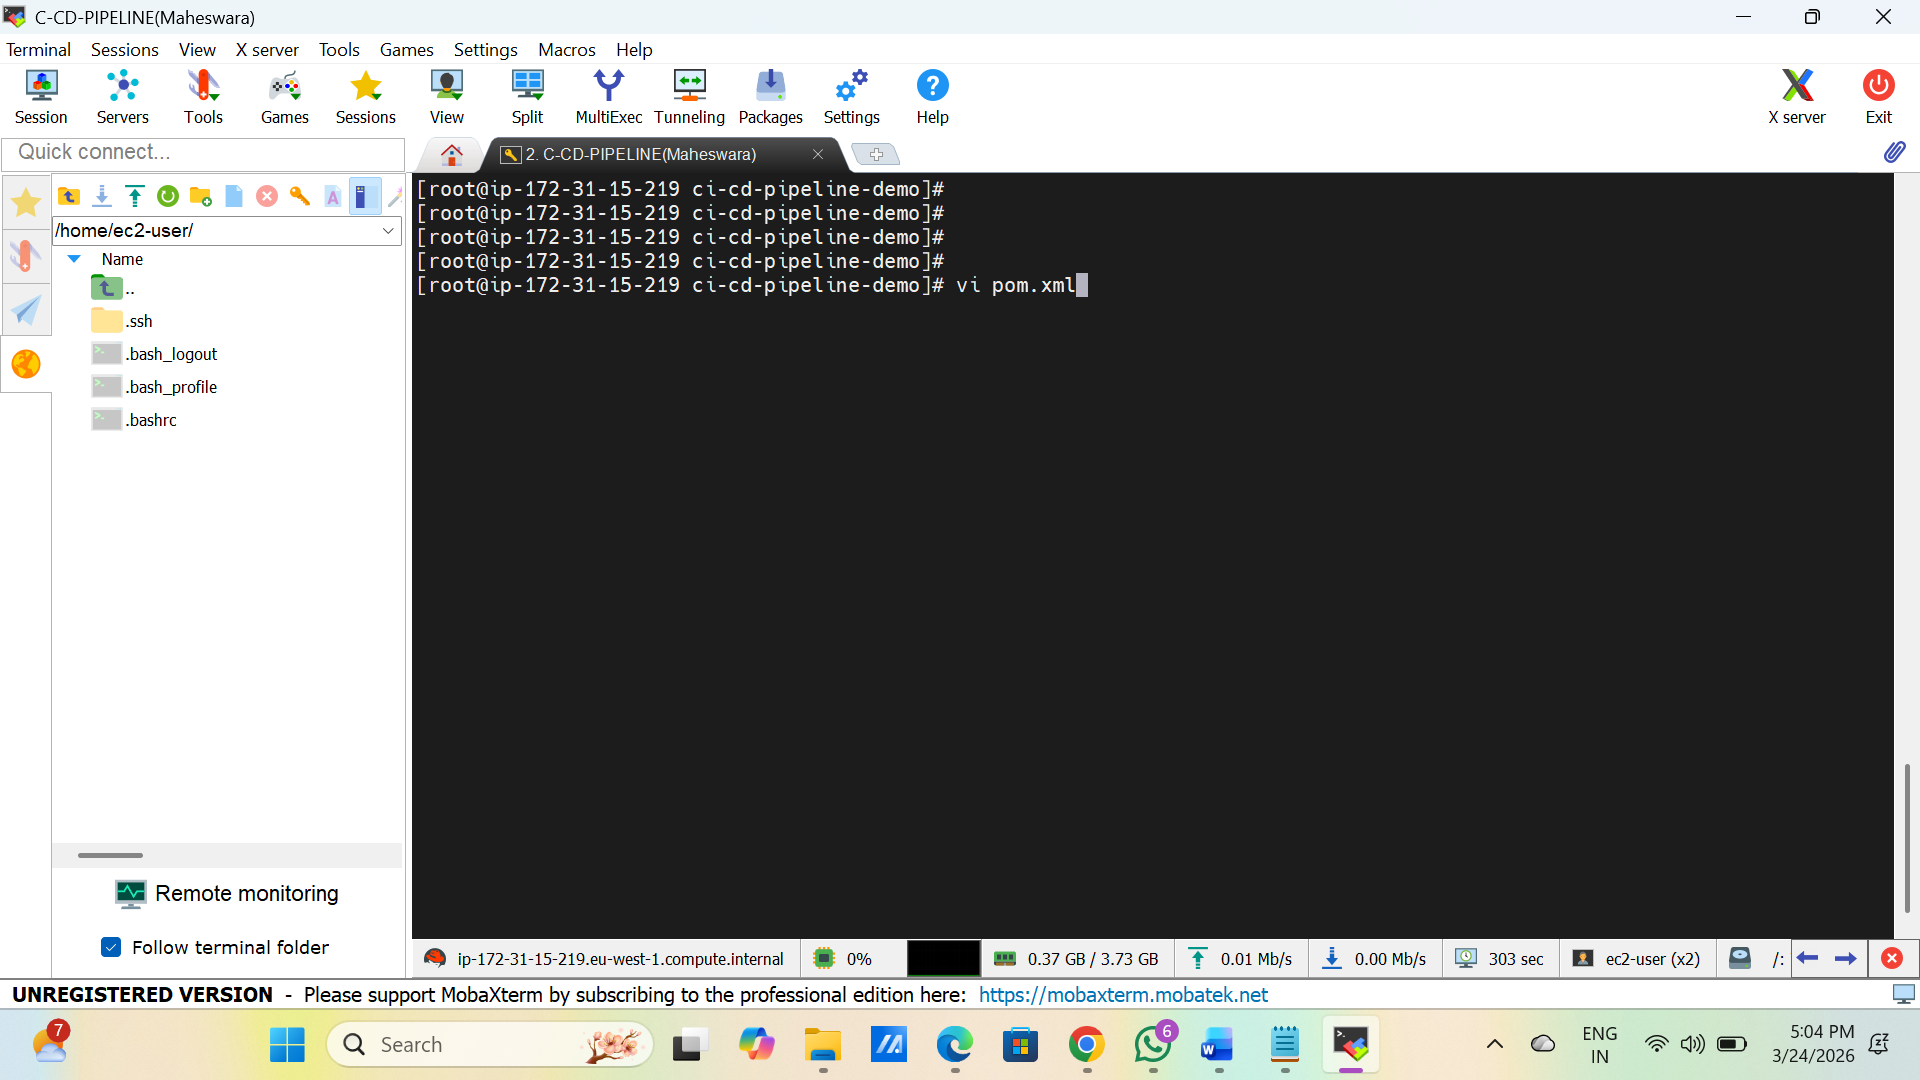 C-CD-PIPELINE(Maheswara)
Terminal Sessions View X server Tools Games Settings Macros Help
Session Servers Tools Games Sessions View Split MultiExec Tunneling Packages Settings Help X server Exit
Quick connect...
2. C-CD-PIPELINE(Maheswara)
/home/ec2-user/
Name
..
.ssh
.bash_logout
.bash_profile
.bashrc
Remote monitoring
Follow terminal folder
[root@ip-172-31-15-219 ci-cd-pipeline-demo]#
[root@ip-172-31-15-219 ci-cd-pipeline-demo]#
[root@ip-172-31-15-219 ci-cd-pipeline-demo]#
[root@ip-172-31-15-219 ci-cd-pipeline-demo]#
[root@ip-172-31-15-219 ci-cd-pipeline-demo]# vi pom.xml
ip-172-31-15-219.eu-west-1.compute.internal 0% 0.37 GB / 3.73 GB 0.01 Mb/s 0.00 Mb/s 303 sec ec2-user (x2) /:
UNREGISTERED VERSION - Please support MobaXterm by subscribing to the professional edition here: https://mobaxterm.mobatek.net
7
Search
6
ENG
IN
5:04 PM
3/24/2026